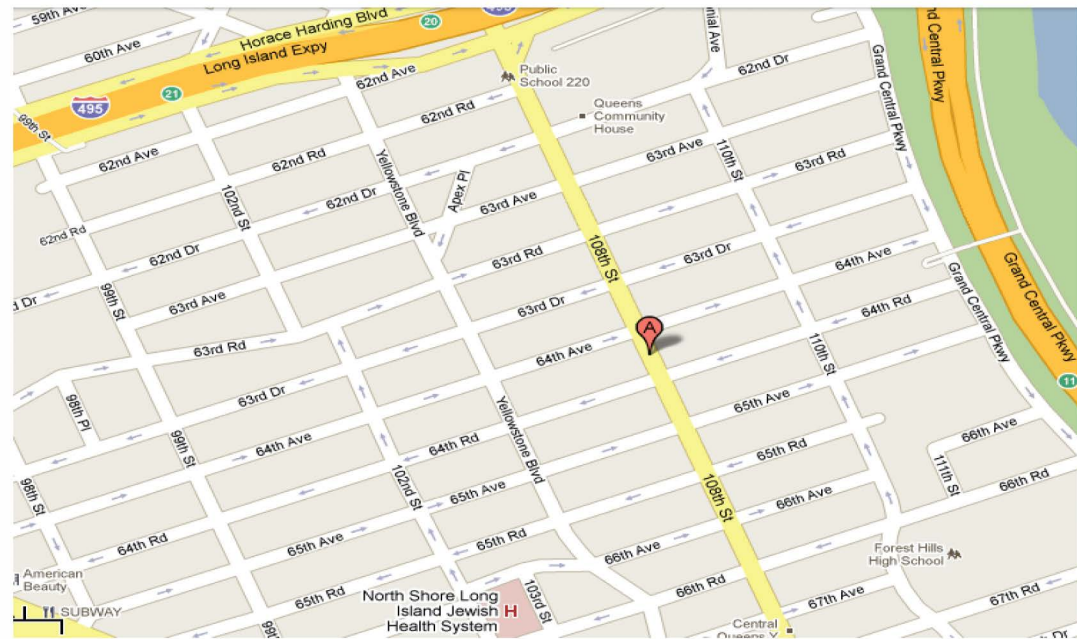 59th Ave
60th Ave
Horace Harding Blvd
Long Island Expy
20
495
nial Ave
21
495
99th St
62nd Ave
Public
School 220
62nd Dr
Grand Central Pkwy
62nd Rd
Queens
Community
House
62nd Ave
62nd Rd
Yellowstone Blvd
63rd Ave
110th St
63rd Rd
Grand Central Pkwy
102nd St
62nd Dr
Apex Pl
63rd Ave
62nd Rd
62nd Dr
108th St
63rd Rd
63rd Dr
64th Ave
Grand Central Pkwy
Grand Central Pkwy
d Dr
99th St
63rd Ave
63rd Dr
64th Rd
A
63rd Rd
64th Ave
110th St
11
98th Pl
63rd Dr
65th Ave
Yellowstone Blvd
99th St
64th Ave
64th Rd
65th Rd
66th Ave
111th St
98th St
102nd St
65th Ave
108th St
66th Ave
66th Rd
64th Rd
65th Ave
65th Rd
66th Ave
Forest Hills
High School
American
Beauty
SUBWAY
65th Rd
99th St
North Shore Long
Island Jewish
Health System
H
103rd St
66th Rd
67th Ave
67th Rd
Central
Queens Y